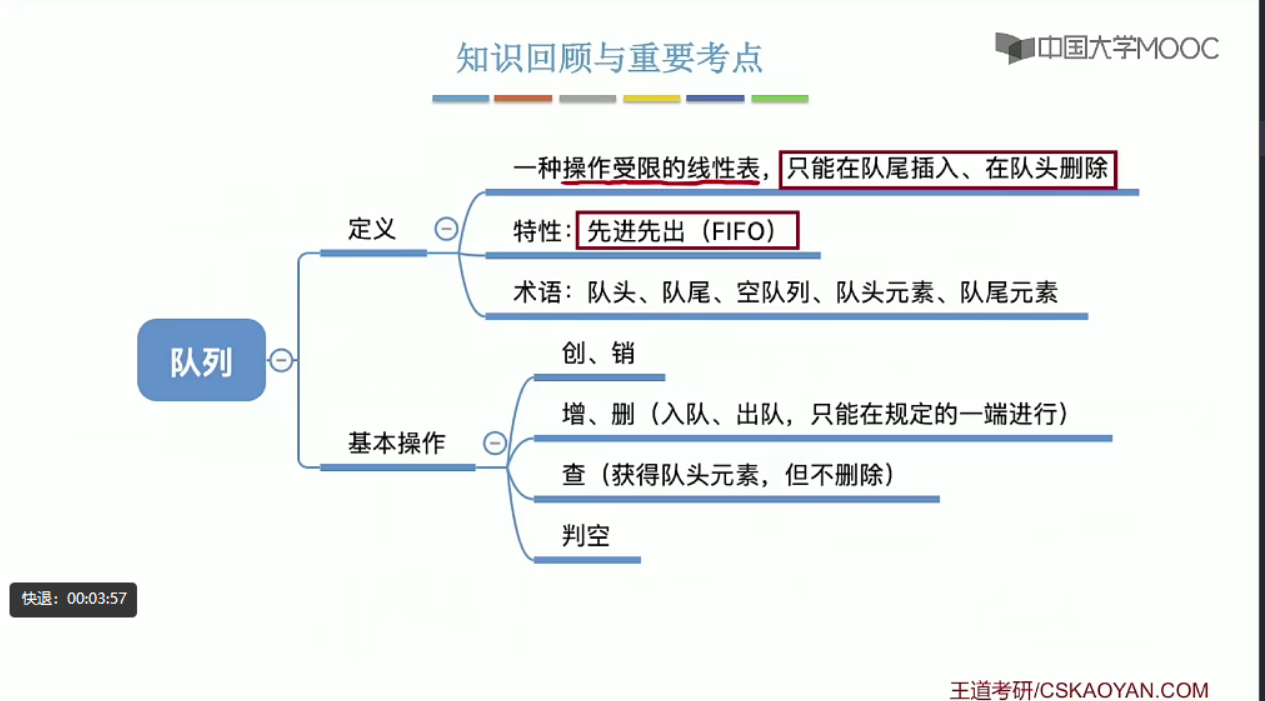 知识回顾与重要考点
中国大学MOOC
一种操作受限的线性表，只能在队尾插入、在队头删除
定义
特性：先进先出（FIFO）
术语：队头、队尾、空队列、队头元素、队尾元素
队列
创、销
增、删（入队、出队，只能在规定的一端进行）
基本操作
查（获得队头元素，但不删除）
判空
快退：00:03:57
王道考研/CSKAOYAN.COM